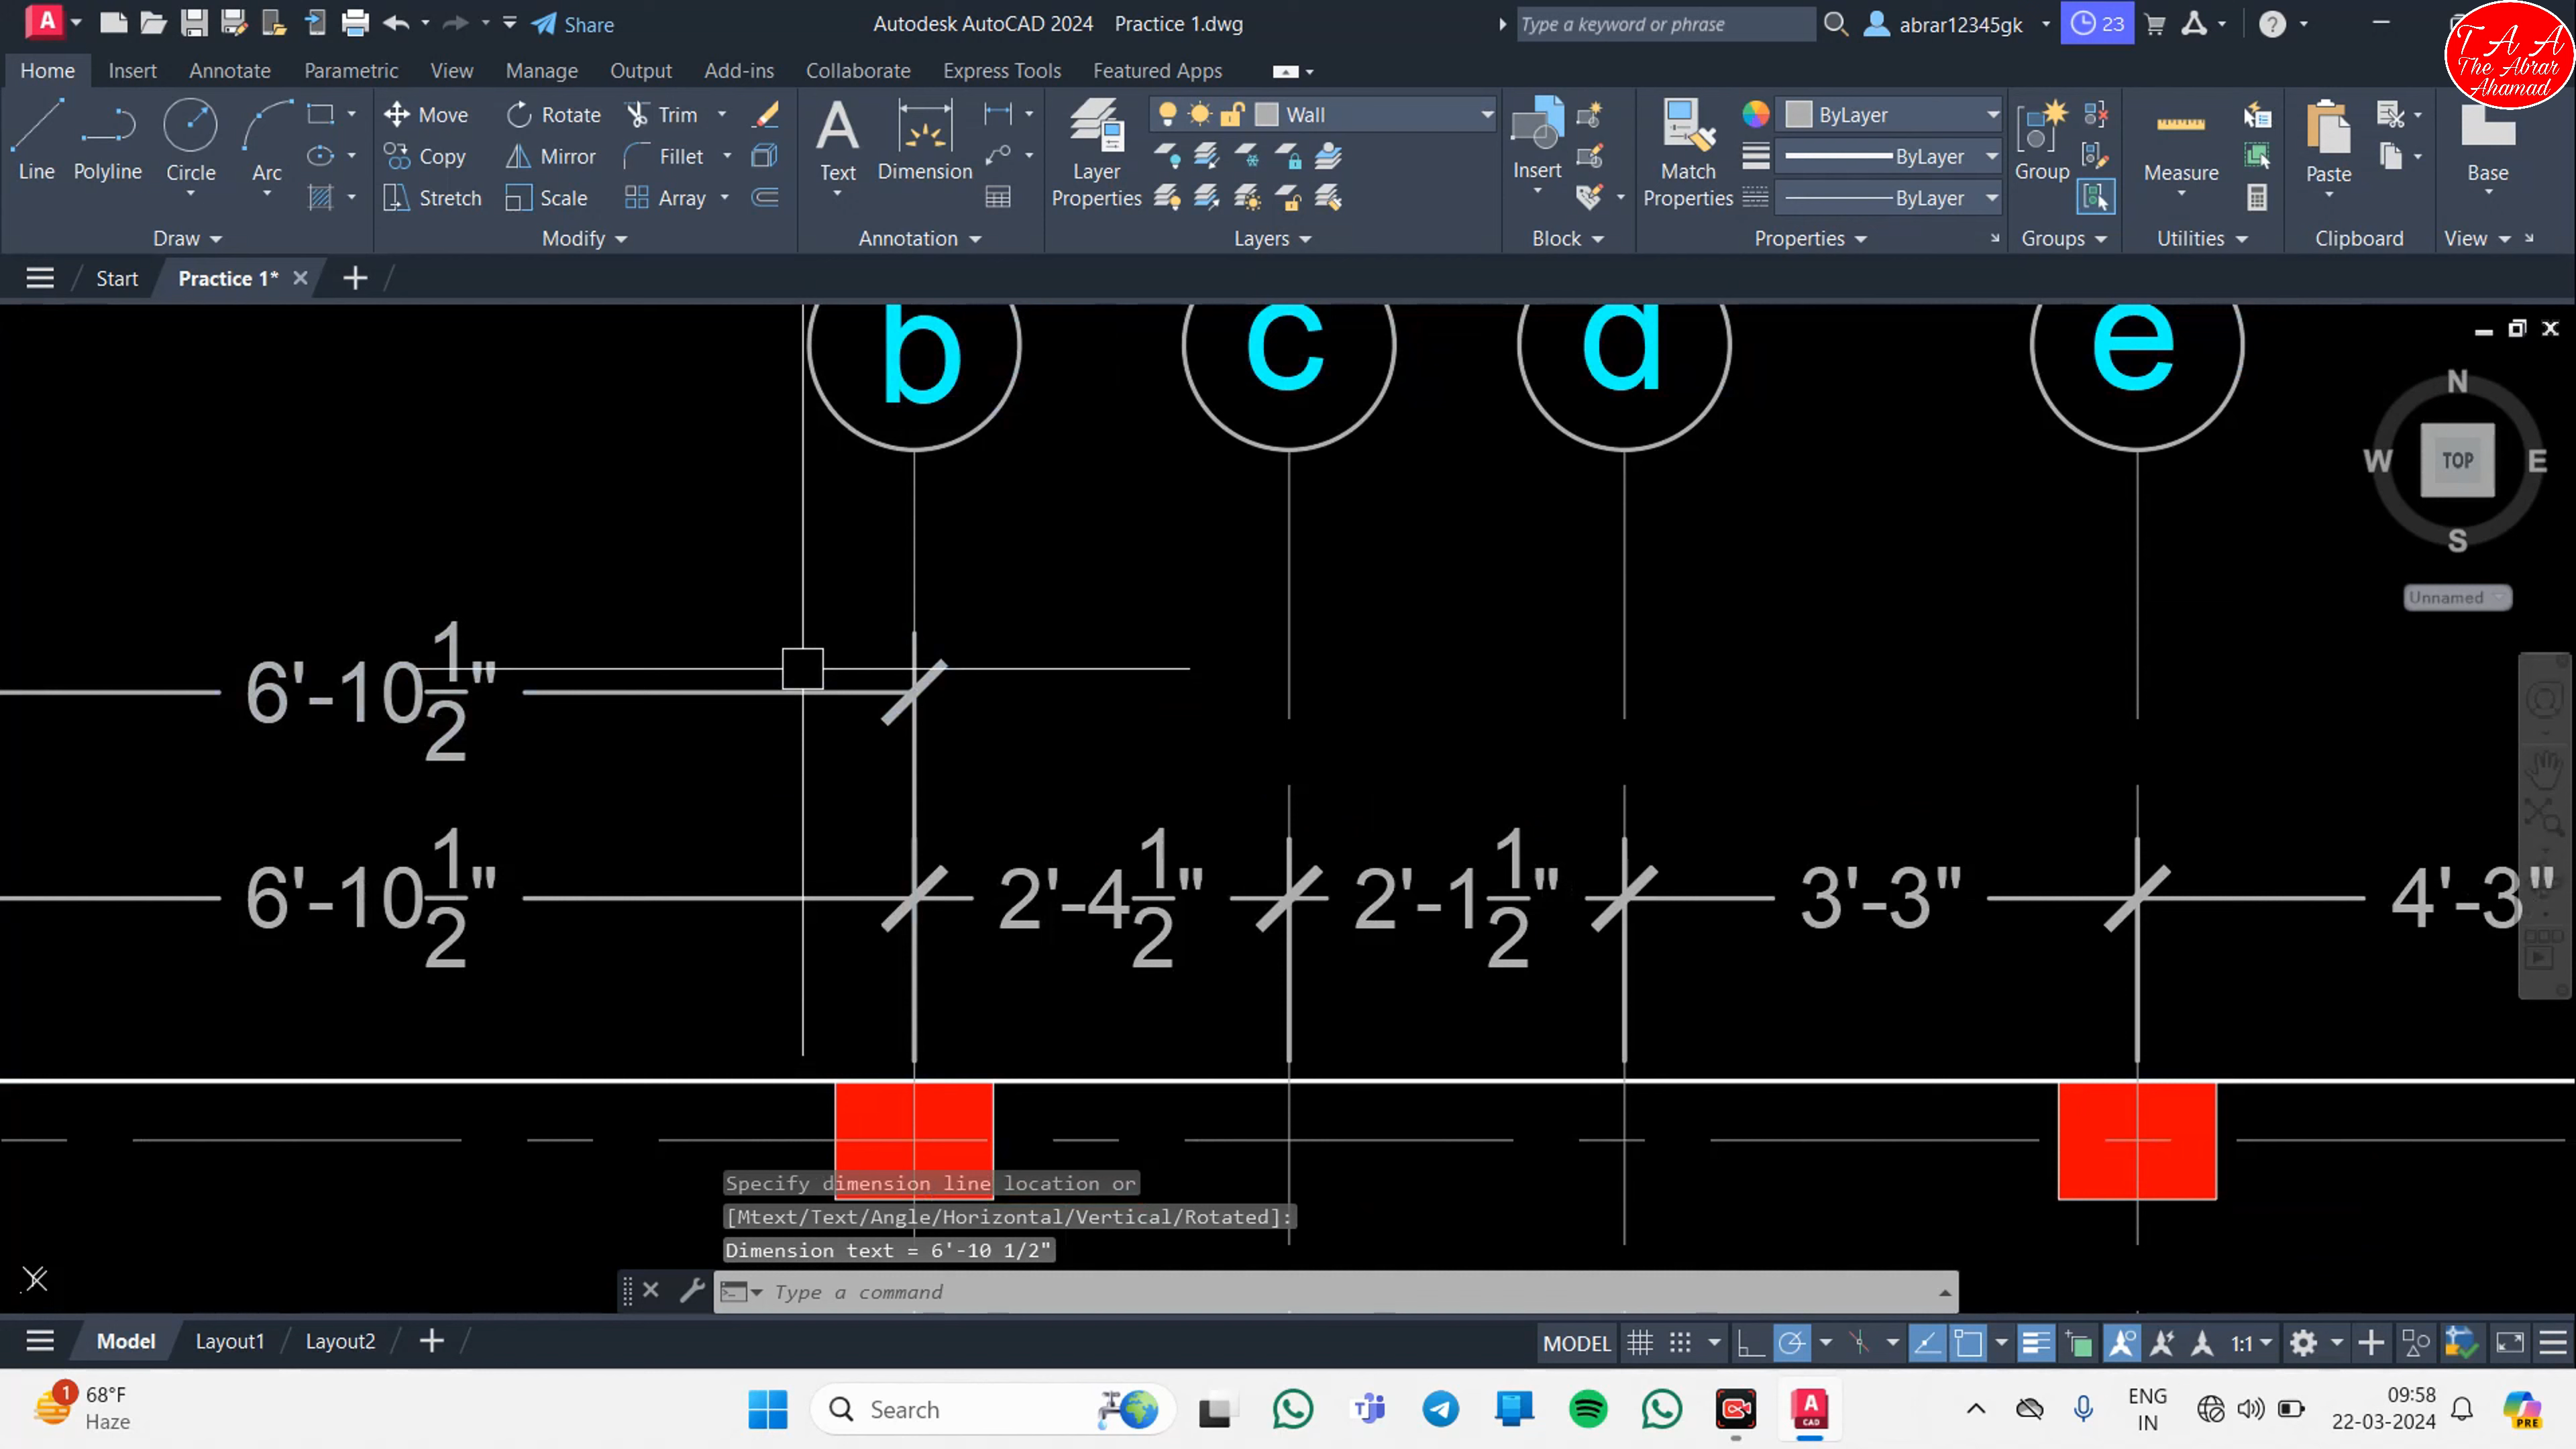 Share
Autodesk AutoCAD 2024 Practice 1.dwg
Type a keyword or phrase
abrar12345gk
23
T A A
The Abrar
Ahamad
Home Insert Annotate Parametric View Manage Output Add-ins Collaborate Express Tools Featured Apps
Line Polyline Circle Arc
Move Rotate Trim
Copy Mirror Fillet
Stretch Scale Array
Text Dimension
Layer
Properties
Wall
Insert
Match
Properties
ByLayer
ByLayer
ByLayer
Group
Measure
Paste
Base
Draw Modify Annotation Layers Block Properties Groups Utilities Clipboard View
Start Practice 1*
b c d e
N
W TOP E
S
Unnamed
6'-10 1/2"
6'-10 1/2" 2'-4 1/2" 2'-1 1/2" 3'-3" 4'-3"
Specify dimension line location or
[Mtext/Text/Angle/Horizontal/Vertical/Rotated]:
Dimension text = 6'-10 1/2"
Type a command
Model Layout1 Layout2
MODEL
1:1
1
68°F
Haze
Search
A
CAD
ENG
IN
09:58
22-03-2024
PRE